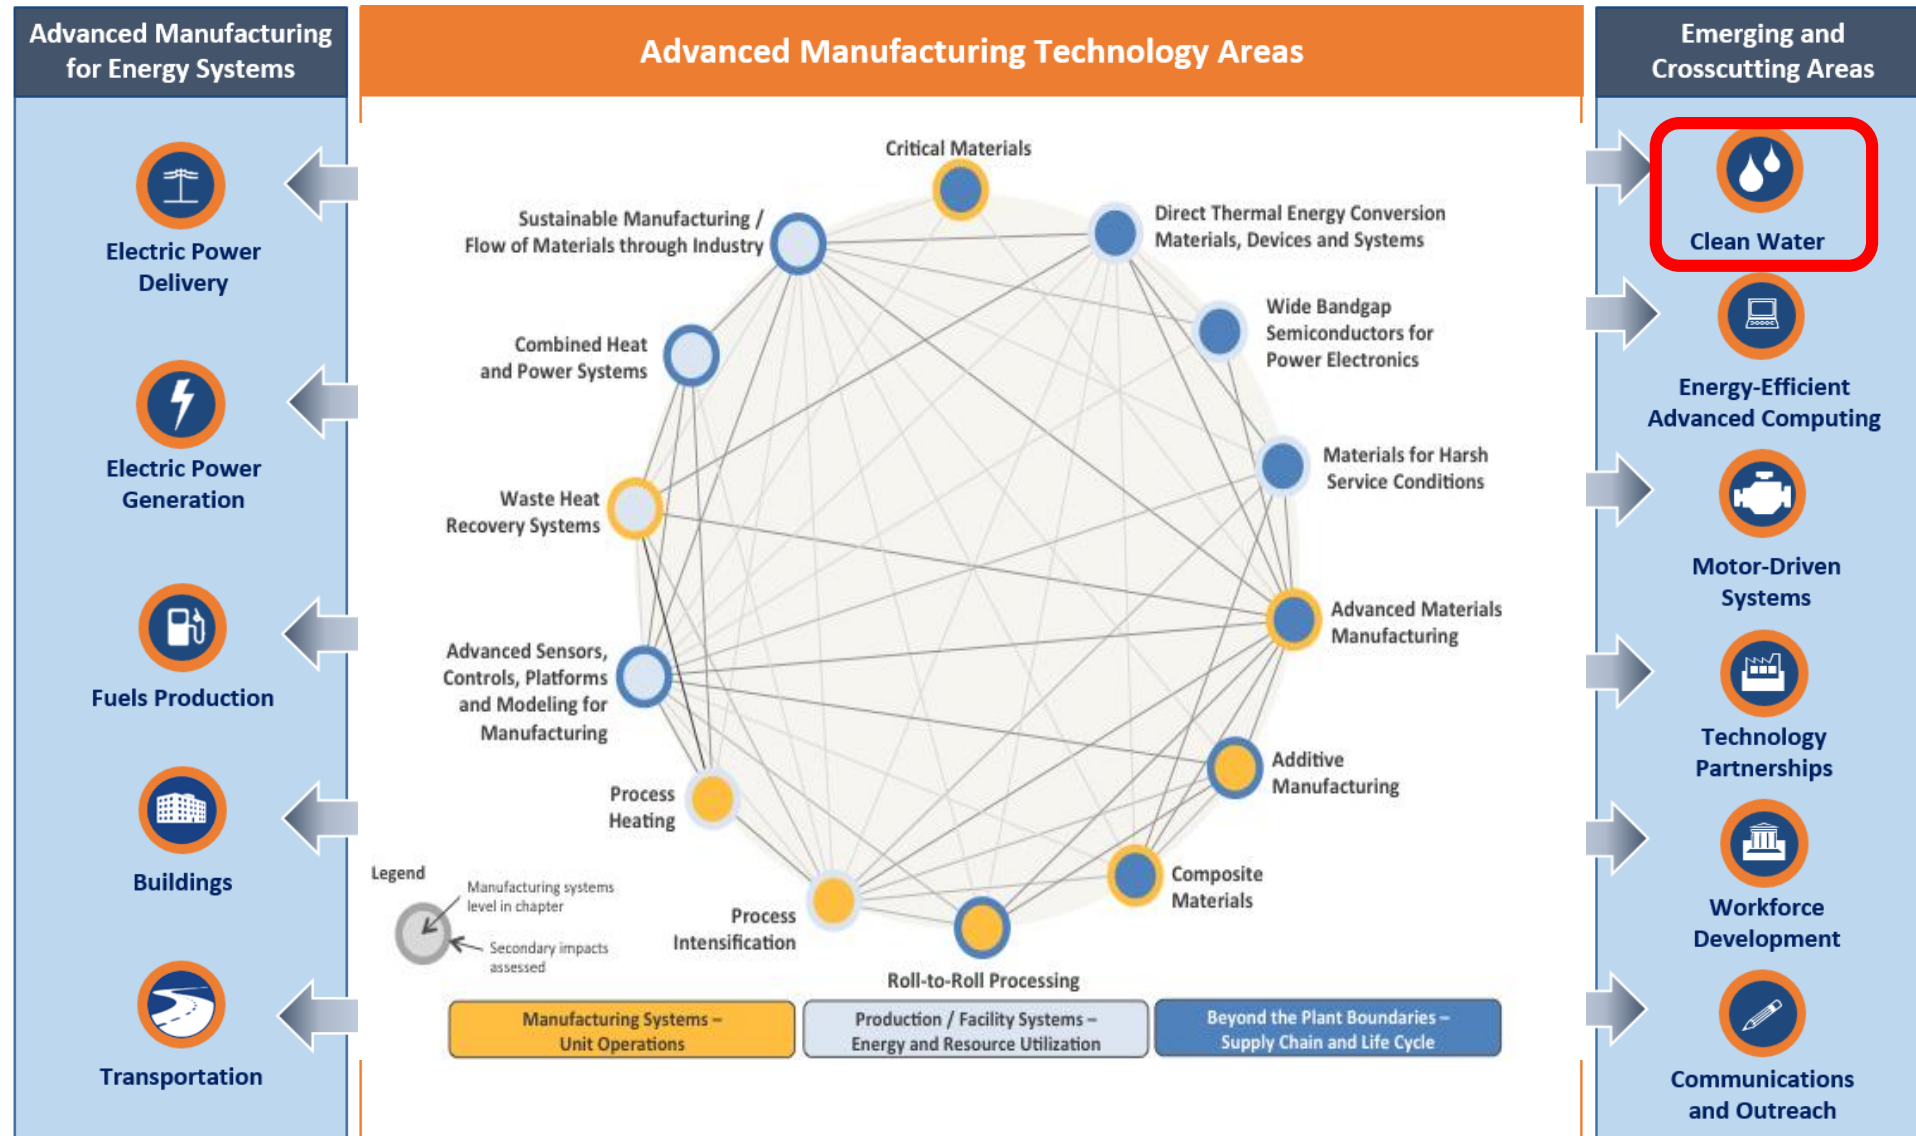 Advanced Manufacturing
for Energy Systems
Electric Power
Delivery
Electric Power
Generation
Fuels Production
Buildings
Transportation
Advanced Manufacturing Technology Areas
Critical Materials
Sustainable Manufacturing /
Flow of Materials through Industry
Direct Thermal Energy Conversion
Materials, Devices and Systems
Combined Heat
and Power Systems
Wide Bandgap
Semiconductors for
Power Electronics
Waste Heat
Recovery Systems
Materials for Harsh
Service Conditions
Advanced Sensors,
Controls, Platforms
and Modeling for
Manufacturing
Advanced Materials
Manufacturing
Process
Heating
Additive
Manufacturing
Process
Intensification
Composite
Materials
Roll-to-Roll Processing
Legend
Manufacturing systems
level in chapter
Secondary impacts
assessed
Manufacturing Systems –
Unit Operations
Production / Facility Systems –
Energy and Resource Utilization
Beyond the Plant Boundaries –
Supply Chain and Life Cycle
Emerging and
Crosscutting Areas
Clean Water
Energy-Efficient
Advanced Computing
Motor-Driven
Systems
Technology
Partnerships
Workforce
Development
Communications
and Outreach